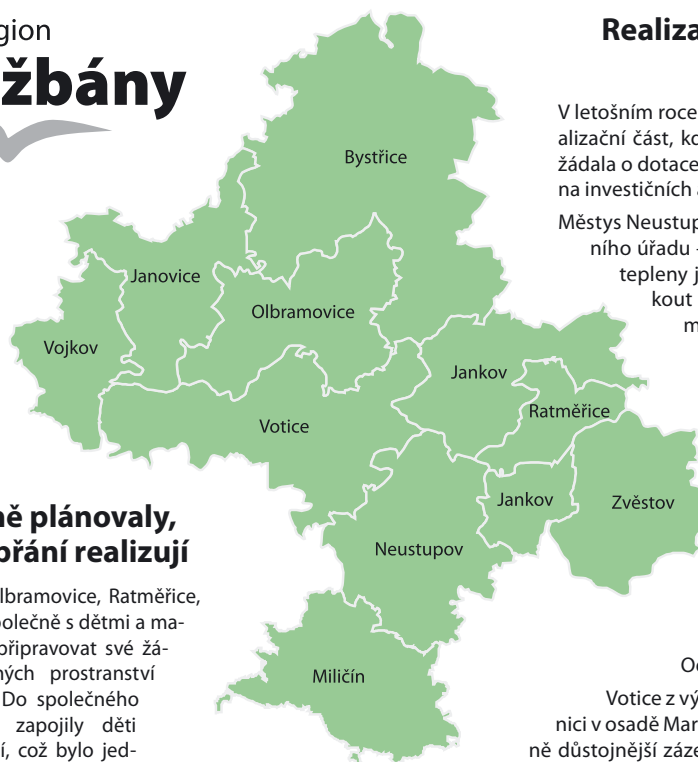 gion
žbány
Realiza
V letošním roce
alizační část, kc
žádala o dotace
na investičních a
Městys Neustup
ního úřadu -
tepleny j
kout
m
Bystřice
Janovice
Olbramovice
Vojkov
Jankov
Ratměřice
Votice
Jankov
Zvěstov
Neustupov
Miličín
ně plánovaly,
přání realizují
lbramovice, Ratměřice,
polečně s dětmi a ma-
připravovat své žá-
ných prostranství
Do společného
zapojily děti
í, což bylo jed-
Oc
Votice z vý
nici v osadě Mar
ně důstojnější záze